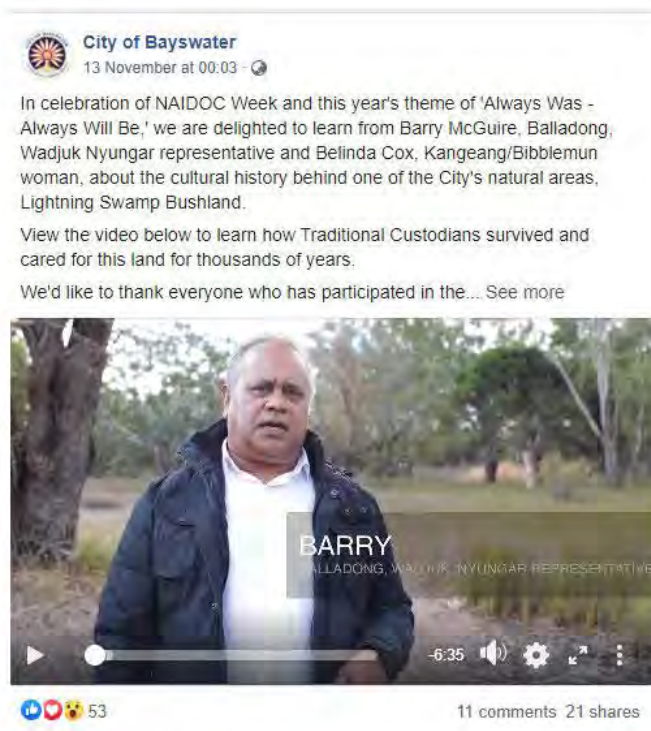 City of Bayswater
13 November at 00:03
In celebration of NAIDOC Week and this year's theme of 'Always Was -
Always Will Be,' we are delighted to learn from Barry McGuire, Balladong,
Wadjuk Nyungar representative and Belinda Cox, Kangeang/Bibblemun
woman, about the cultural history behind one of the City's natural areas,
Lightning Swamp Bushland.
View the video below to learn how Traditional Custodians survived and
cared for this land for thousands of years.
We'd like to thank everyone who has participated in the... See more
BARRY
ALLADONG, WADJUK, NYUNGAR REPRESENTATIVE
-6:35
53
11 comments 21 shares